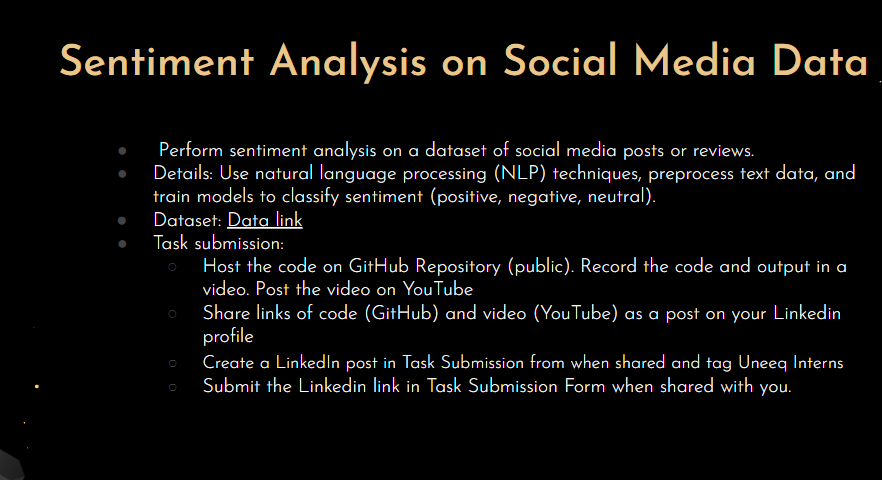 Sentiment Analysis on Social Media Data
Perform sentiment analysis on a dataset of social media posts or reviews.
Details: Use natural language processing (NLP) techniques, preprocess text data, and
train models to classify sentiment (positive, negative, neutral).
Dataset: Data link
Task submission:
Host the code on GitHub Repository (public). Record the code and output in a
video. Post the video on YouTube
Share links of code (GitHub) and video (YouTube) as a post on your Linkedin
profile
Create a LinkedIn post in Task Submission from when shared and tag Uneeq Interns
Submit the Linkedin link in Task Submission Form when shared with you.